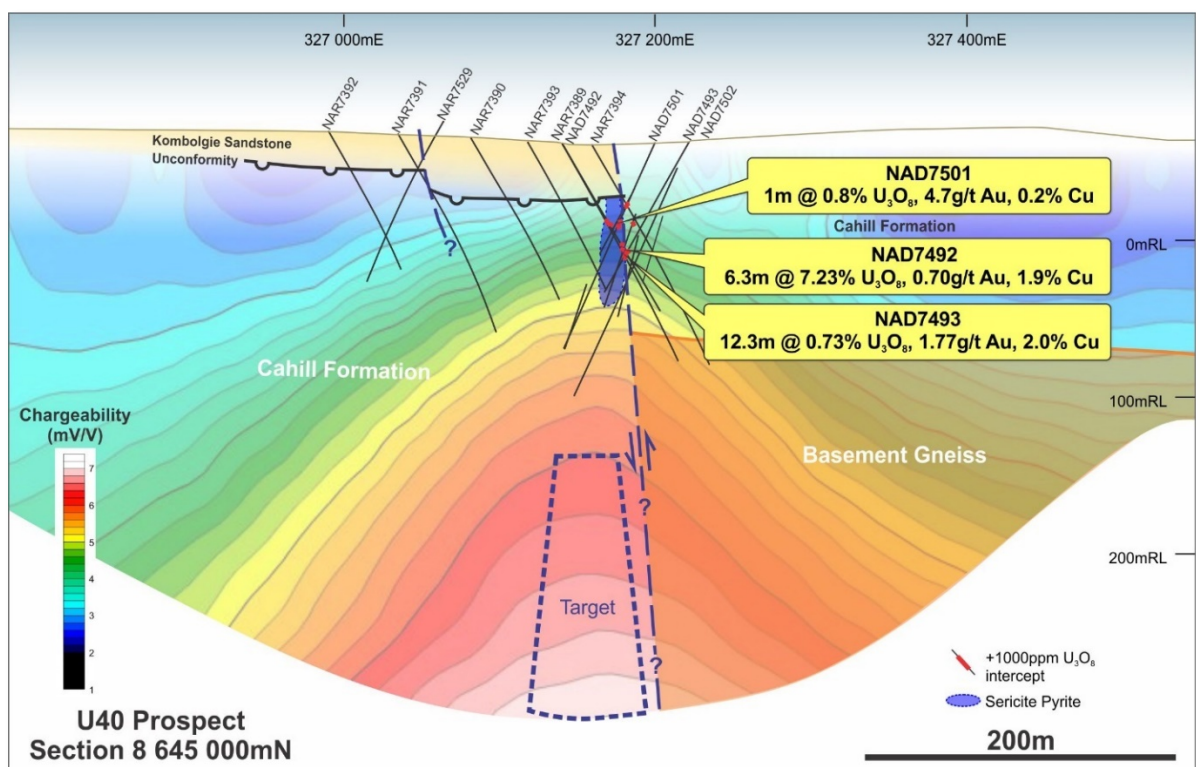 327 000mE
327 200mE
327 400mE
NAR7392
NAR7391
NAR7529
NAR7390
NAR7393
NAR7389
NAD7492
NAR7394
NAD7501
NAD7493
NAD7502
Kombolgie Sandstone
Unconformity
?
NAD7501
1m @ 0.8% U₃O₈, 4.7g/t Au, 0.2% Cu
Cahill Formation
0mRL
NAD7492
6.3m @ 7.23% U₃O₈, 0.70g/t Au, 1.9% Cu
NAD7493
12.3m @ 0.73% U₃O₈, 1.77g/t Au, 2.0% Cu
Cahill Formation
100mRL
Chargeability
(mV/V)
7
6
5
4
3
2
1
Basement Gneiss
?
200mRL
Target
?
+1000ppm U₃O₈
intercept
Sericite Pyrite
U40 Prospect
Section 8 645 000mN
200m